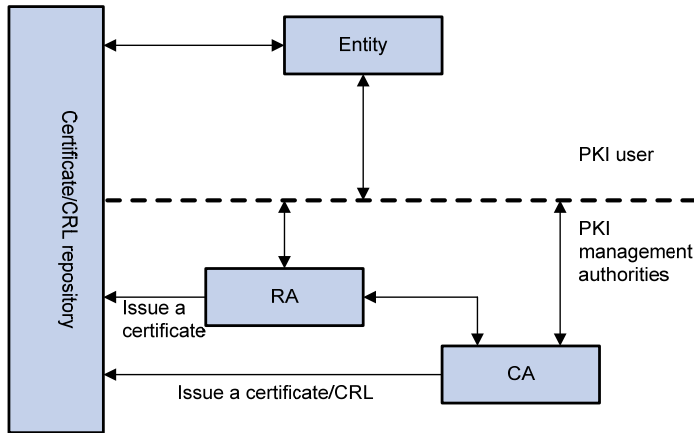 Entity
Certificate/CRL repository
PKI user
PKI
management
authorities
RA
Issue a
certificate
CA
Issue a certificate/CRL